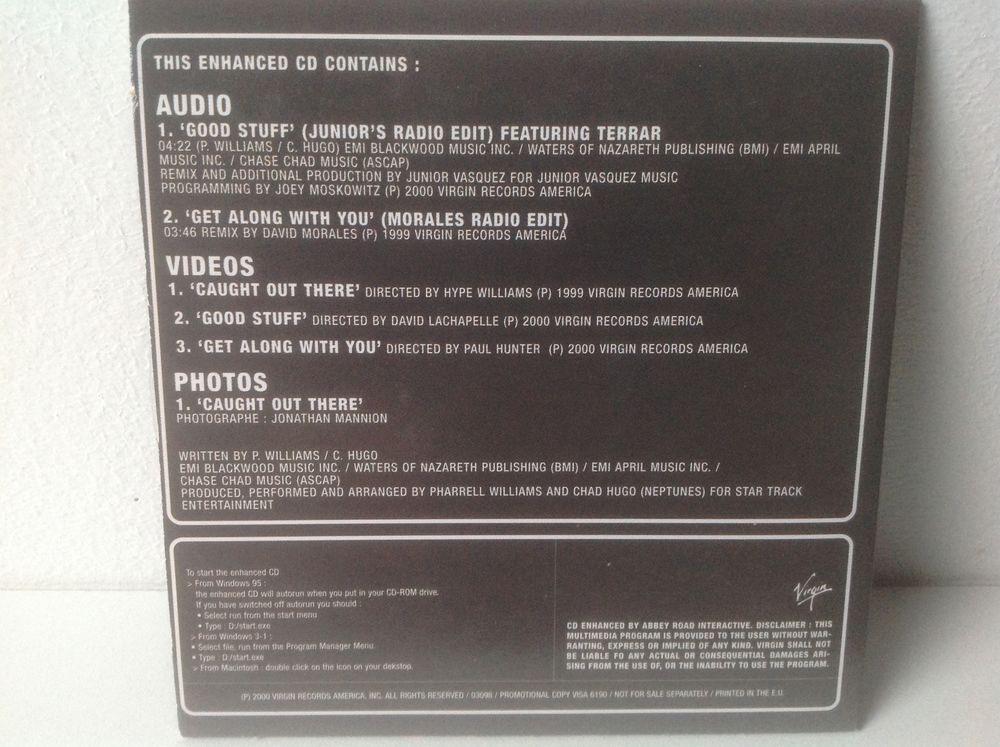 THIS ENHANCED CD CONTAINS :
AUDIO
1. ‘GOOD STUFF’ (JUNIOR’S RADIO EDIT) FEATURING TERRAR
04:22 (P. WILLIAMS / C. HUGO) EMI BLACKWOOD MUSIC INC. / WATERS OF NAZARETH PUBLISHING (BMI) / EMI APRIL
MUSIC INC. / CHASE CHAD MUSIC (ASCAP)
REMIX AND ADDITIONAL PRODUCTION BY JUNIOR VASQUEZ FOR JUNIOR VASQUEZ MUSIC
PROGRAMMING BY JOEY MOSKOWITZ (P) 2000 VIRGIN RECORDS AMERICA
2. ‘GET ALONG WITH YOU’ (MORALES RADIO EDIT)
03:46 REMIX BY DAVID MORALES (P) 1999 VIRGIN RECORDS AMERICA
VIDEOS
1. ‘CAUGHT OUT THERE’ DIRECTED BY HYPE WILLIAMS (P) 1999 VIRGIN RECORDS AMERICA
2. ‘GOOD STUFF’ DIRECTED BY DAVID LACHAPELLE (P) 2000 VIRGIN RECORDS AMERICA
3. ‘GET ALONG WITH YOU’ DIRECTED BY PAUL HUNTER (P) 2000 VIRGIN RECORDS AMERICA
PHOTOS
1. ‘CAUGHT OUT THERE’
PHOTOGRAPHE : JONATHAN MANNION
WRITTEN BY P. WILLIAMS / C. HUGO
EMI BLACKWOOD MUSIC INC. / WATERS OF NAZARETH PUBLISHING (BMI) / EMI APRIL MUSIC INC. /
CHASE CHAD MUSIC (ASCAP)
PRODUCED, PERFORMED AND ARRANGED BY PHARRELL WILLIAMS AND CHAD HUGO (NEPTUNES) FOR STAR TRACK
ENTERTAINMENT
To start the enhanced CD
> From Windows 95 :
the enhanced CD will autorun when you put in your CD-ROM drive.
If you have switched off autorun you should :
• Select run from the start menu
• Type : D:/start.exe
> From Windows 3-1 :
• Select file, run from the Program Manager Menu.
• Type : D:/start.exe
> From Macintosh : double click on the icon on your dekstop.
Virgin
CD ENHANCED BY ABBEY ROAD INTERACTIVE. DISCLAIMER : THIS
MULTIMEDIA PROGRAM IS PROVIDED TO THE USER WITHOUT WAR-
RANTING, EXPRESS OR IMPLIED OF ANY KIND. VIRGIN SHALL NOT
BE LIABLE FO ANY ACTUAL OR CONSEQUENTIAL DAMAGES ARI-
SING FROM THE USE OF, OR THE INABILITY TO USE THE PROGRAM.
(P) 2000 VIRGIN RECORDS AMERICA, INC. ALL RIGHTS RESERVED / 03098 / PROMOTIONAL COPY VISA 6190 / NOT FOR SALE SEPARATELY / PRINTED IN THE E.U.